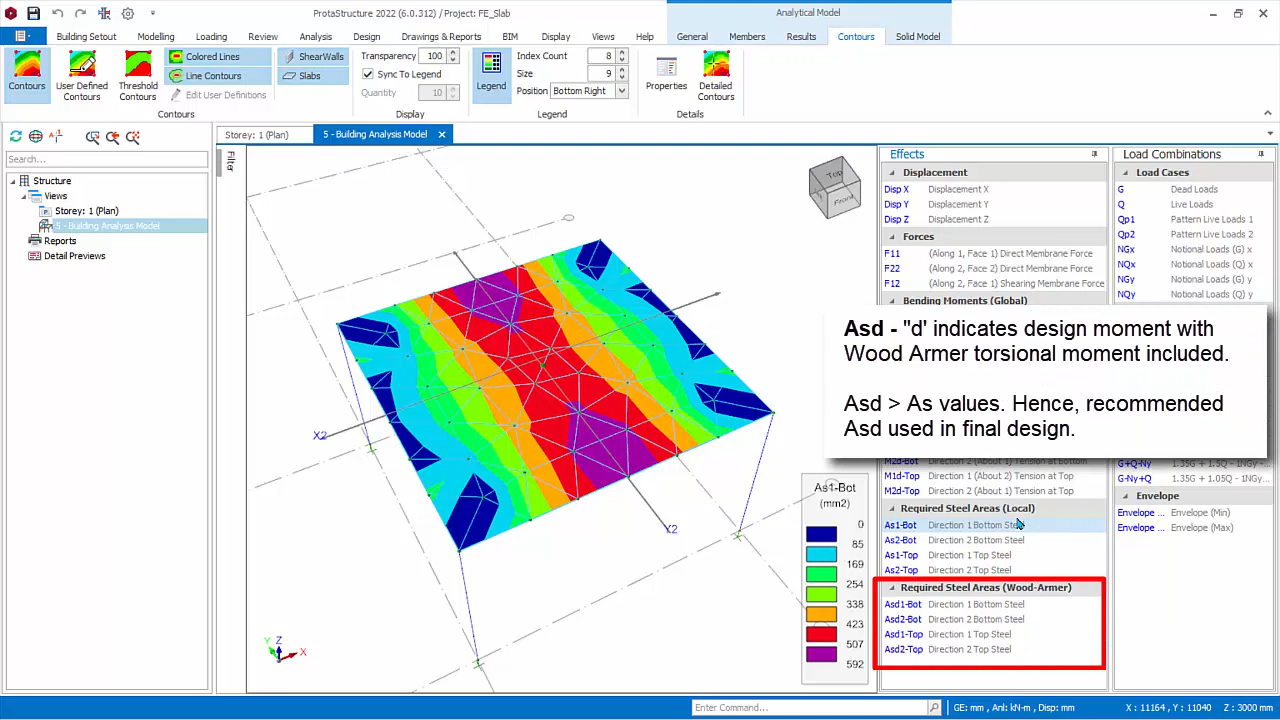 ProtaStructure 2022 (6.0.312) / Project: FE_Slab
Analytical Model
Building Setout
Modelling
Loading
Review
Analysis
Design
Drawings & Reports
BIM
Display
Views
Help
General
Members
Results
Contours
Solid Model
Contours
User Defined
Contours
Threshold
Contours
Colored Lines
Line Contours
Edit User Definitions
ShearWalls
Slabs
Contours
Transparency 100
Sync To Legend
Quantity 10
Display
Legend
Index Count 8
Size 9
Position Bottom Right
Legend
Properties
Detailed
Contours
Details
Search...
Structure
Views
Storey: 1 (Plan)
5 - Building Analysis Model
Reports
Detail Previews
Storey: 1 (Plan)
5 - Building Analysis Model
Filter
Top
Front
X2
Y2
X
Y
Z
As1-Bot
(mm2)
0
85
169
254
338
423
507
592
Effects
Displacement
Disp X Displacement X
Disp Y Displacement Y
Disp Z Displacement Z
Forces
F11 (Along 1, Face 1) Direct Membrane Force
F22 (Along 2, Face 2) Direct Membrane Force
F12 (Along 2, Face 1) Shearing Membrane Force
Bending Moments (Global)
Asd - "d' indicates design moment with
Wood Armer torsional moment included.
Asd > As values. Hence, recommended
Asd used in final design.
M2d-Bot Direction 2 (About 1) Tension at Bottom
M1d-Top Direction 1 (About 2) Tension at Top
M2d-Top Direction 2 (About 1) Tension at Top
Required Steel Areas (Local)
As1-Bot Direction 1 Bottom Steel
As2-Bot Direction 2 Bottom Steel
As1-Top Direction 1 Top Steel
As2-Top Direction 2 Top Steel
Required Steel Areas (Wood-Armer)
Asd1-Bot Direction 1 Bottom Steel
Asd2-Bot Direction 2 Bottom Steel
Asd1-Top Direction 1 Top Steel
Asd2-Top Direction 2 Top Steel
Load Combinations
Load Cases
G Dead Loads
Q Live Loads
Qp1 Pattern Live Loads 1
Qp2 Pattern Live Loads 2
NGx Notional Loads (G) x
NQx Notional Loads (Q) x
NGy Notional Loads (G) y
NQy Notional Loads (Q) y
G+Q-Ny 1.35G + 1.5Q - 1NGy...
G-Ny+Q 1.35G + 1.05Q - 1NGy...
Envelope
Envelope ... Envelope (Min)
Envelope ... Envelope (Max)
Enter Command...
GE: mm , Anl: kN-m , Disp: mm
X : 11164 , Y : 11040
Z : 3000 mm